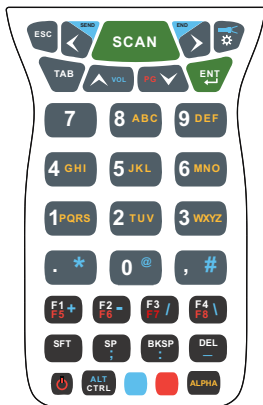 SEND END
ESC SCAN
TAB VOL PG ENT
7 8 ABC 9 DEF
4 GHI 5 JKL 6 MNO
1 PQRS 2 TUV 3 WXYZ
. * 0 @ , #
F1 + F2 - F3 / F4 \
F5 F6 F7 F8
SFT SP BKSP DEL
; : _
ALT
CTRL ALPHA